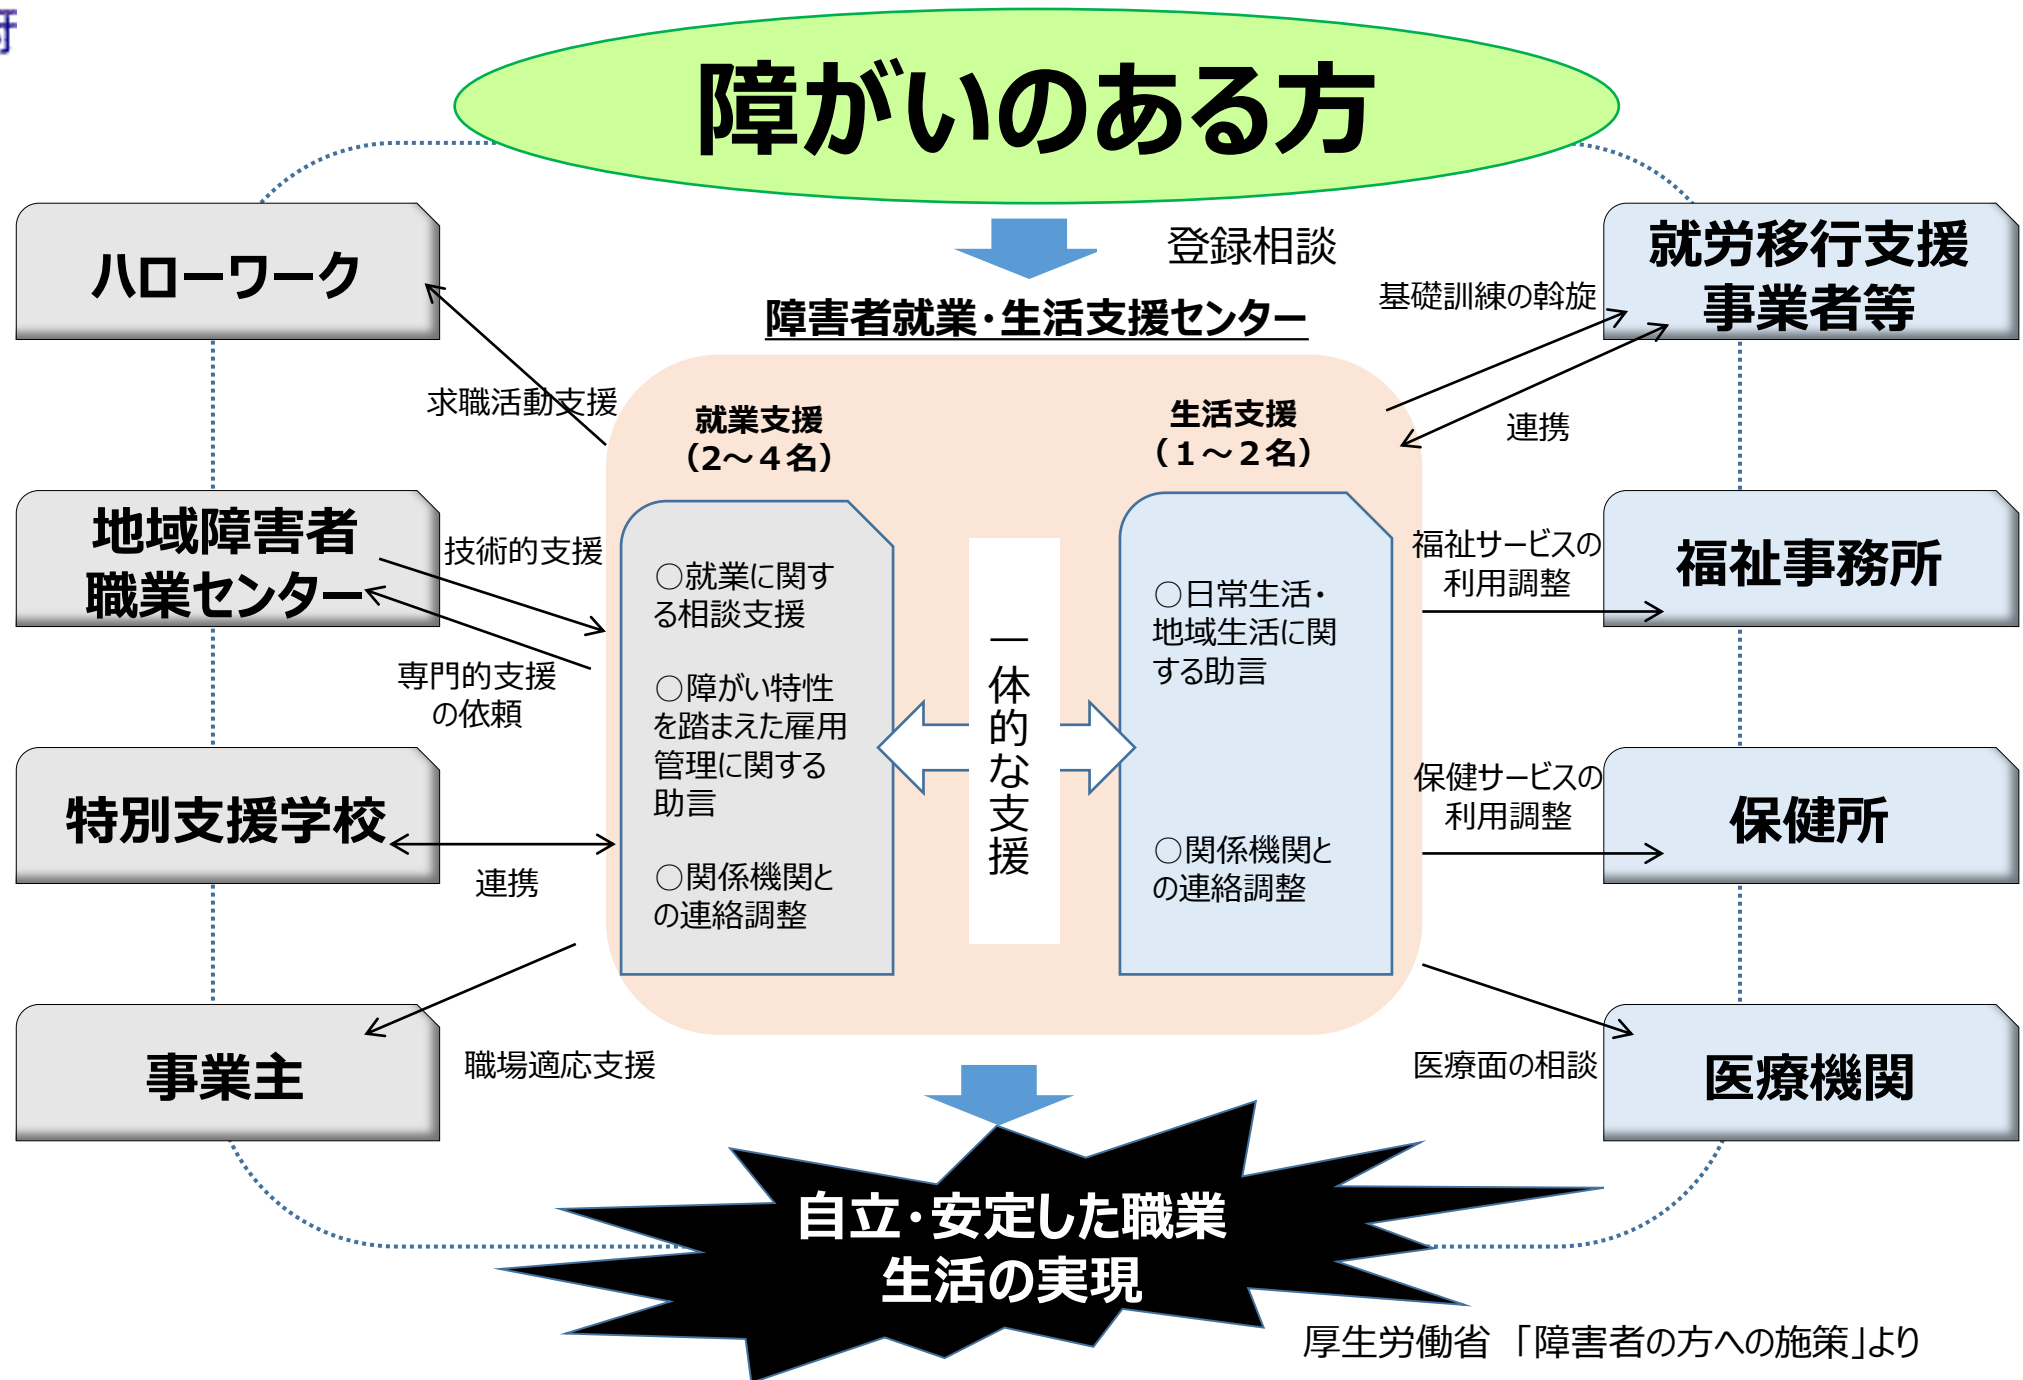 障がいのある方
登録相談
障害者就業・生活支援センター
ハローワーク
求職活動支援
地域障害者
職業センター
技術的支援
専門的支援
の依頼
特別支援学校
連携
事業主
職場適応支援
就業支援
（2～４名）
○就業に関す
る相談支援
○障がい特性
を踏まえた雇用
管理に関する
助言
○関係機関と
の連絡調整
一体的な支援
生活支援
（１～２名）
○日常生活・
地域生活に関
する助言
○関係機関と
の連絡調整
就労移行支援
事業者等
基礎訓練の斡旋
連携
福祉サービスの
利用調整
福祉事務所
保健サービスの
利用調整
保健所
医療面の相談
医療機関
自立・安定した職業
生活の実現
厚生労働省 「障害者の方への施策」より